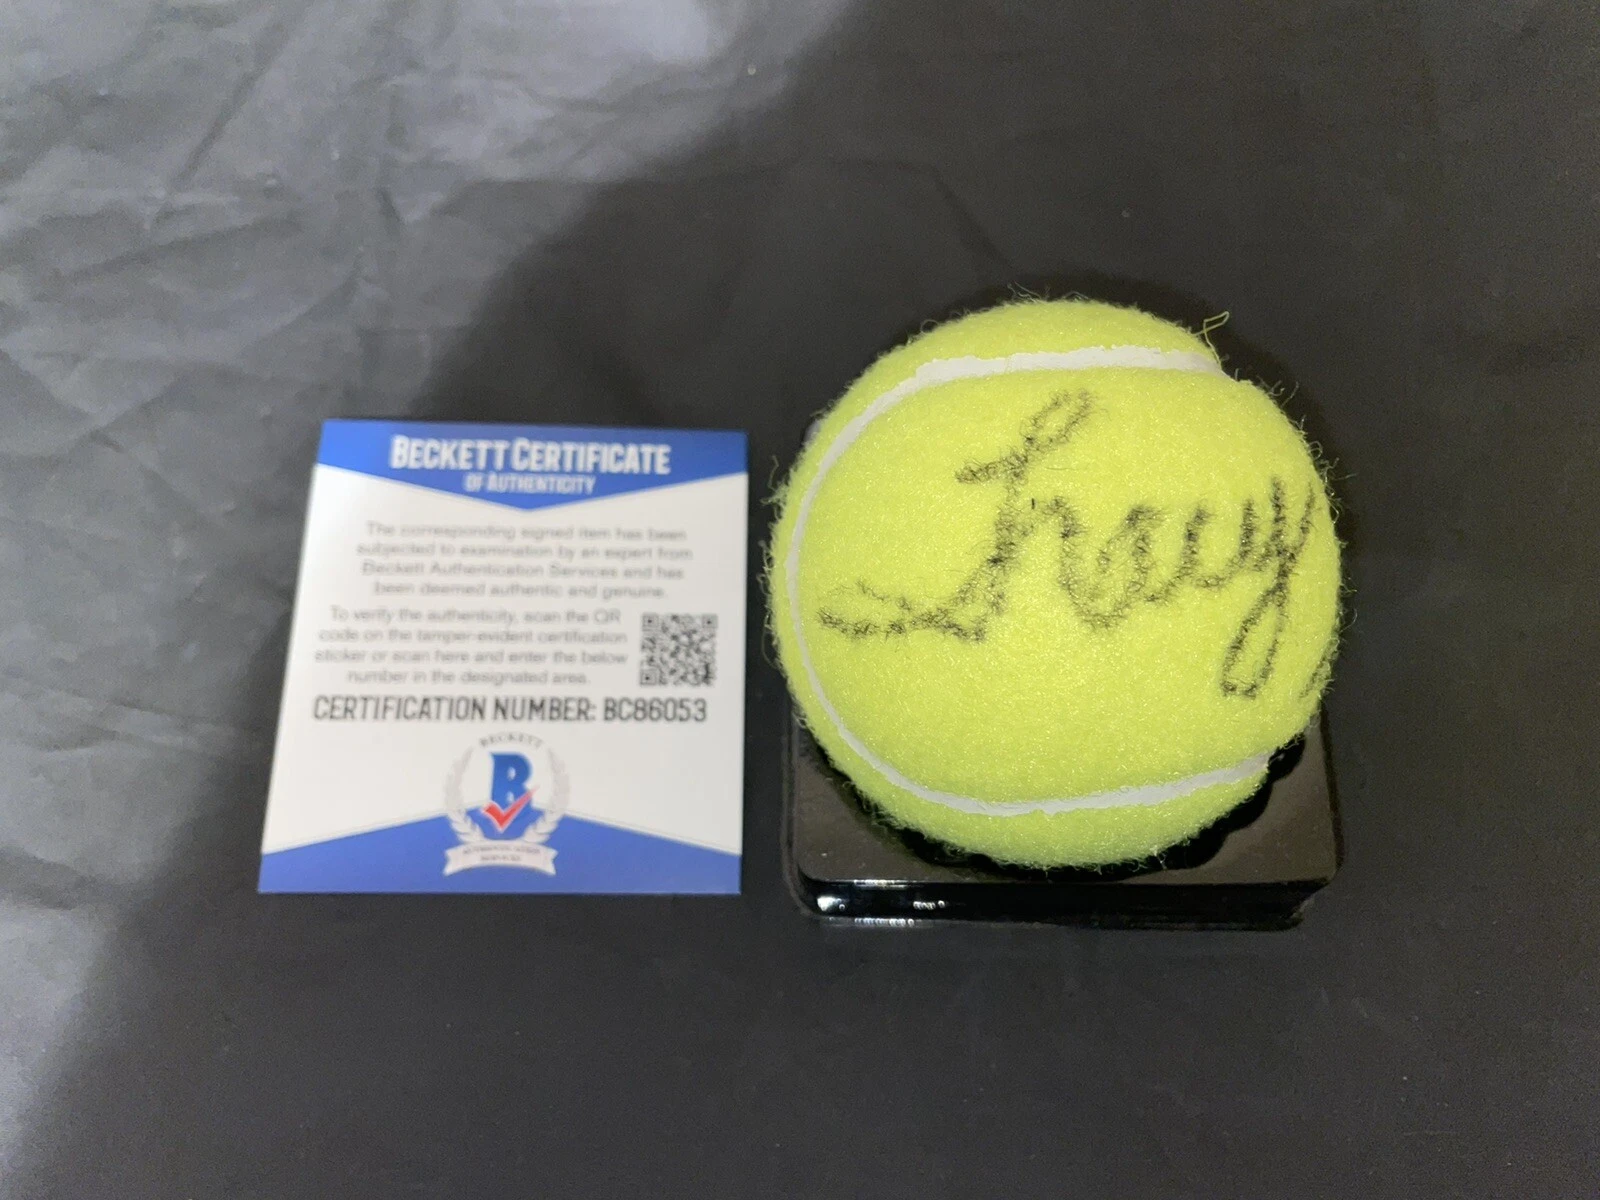 BECKETT CERTIFICATE
OF AUTHENTICITY
The corresponding signed item has been
subjected to examination by an expert from
Beckett Authentication Services and has
been deemed authentic and genuine.
To verify the authenticity, scan the QR
code on the tamper-evident certification
sticker or scan here and enter the below
number in the designated area.
CERTIFICATION NUMBER: BC86053
BECKETT
B
AUTHENTICATION
SERVICES
Tracy